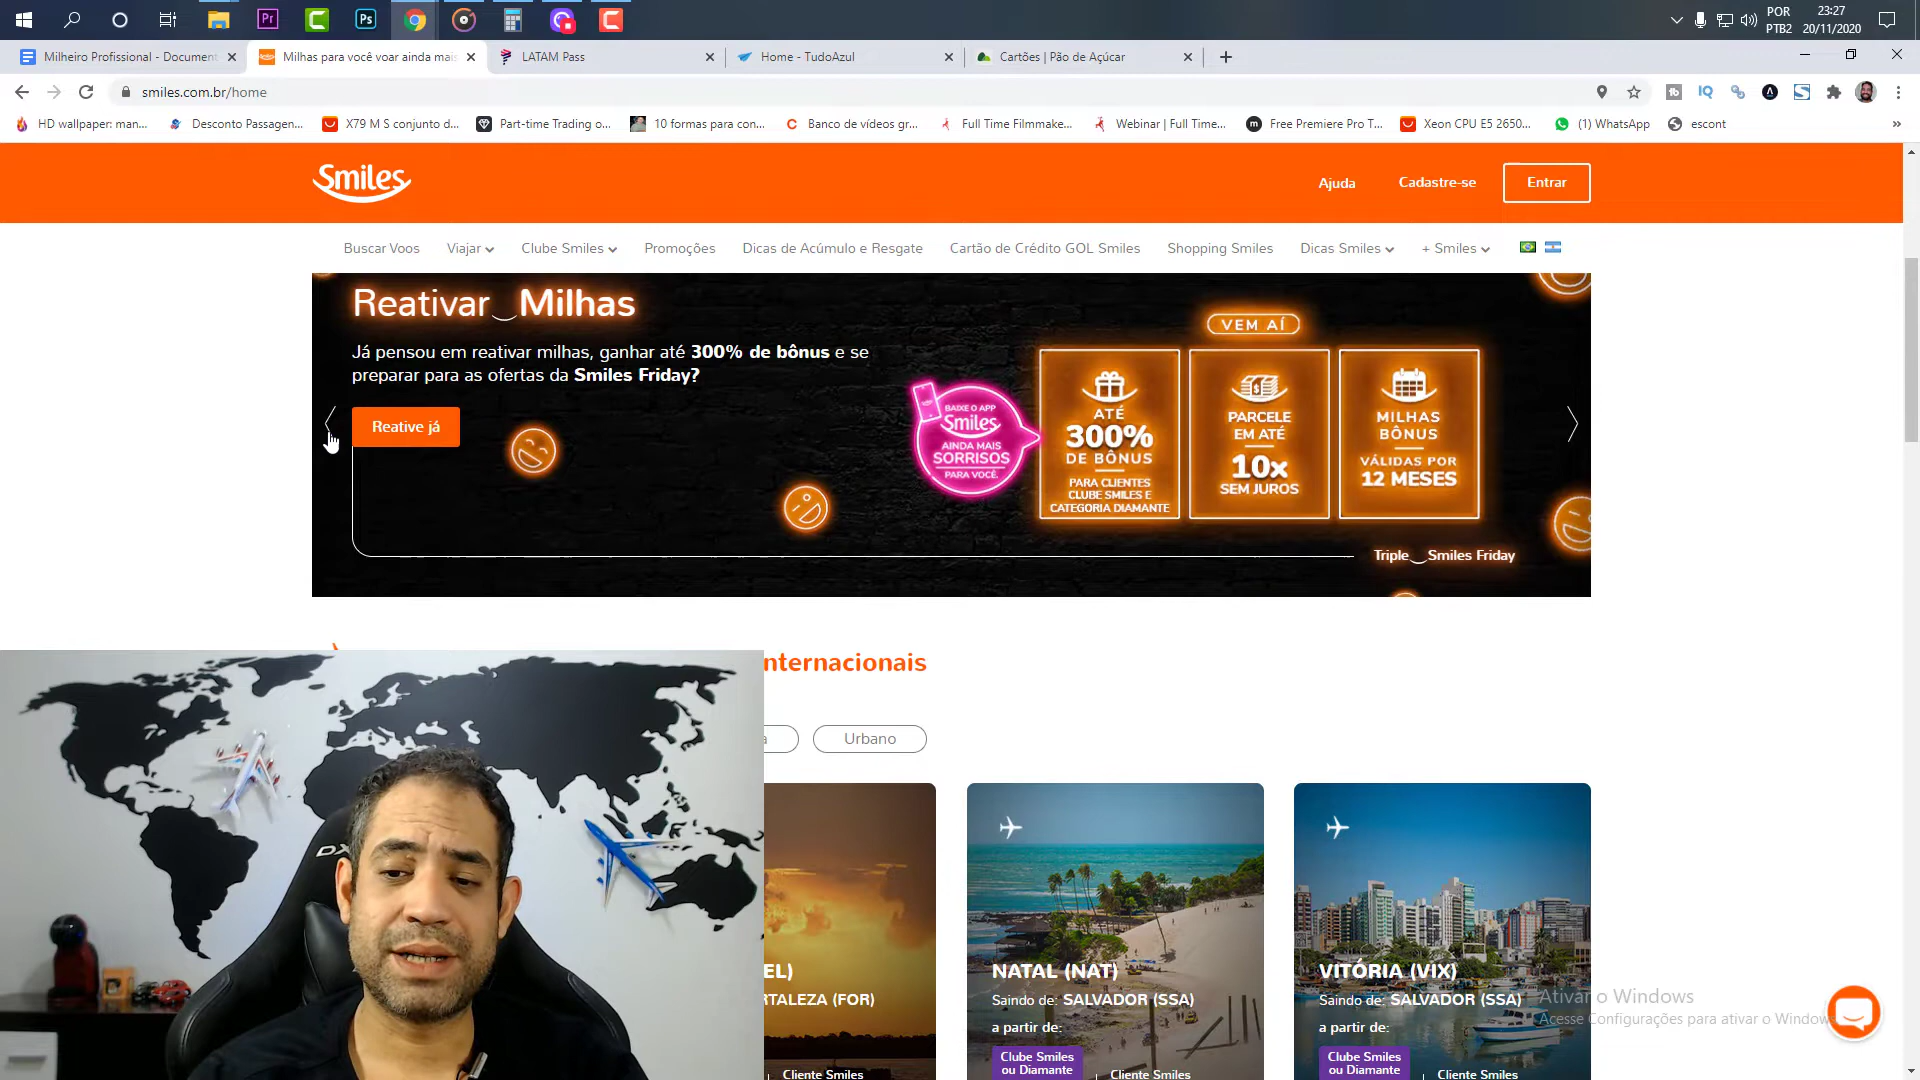 Pr
Ps
POR
PTB2
23:27
20/11/2020
Milheiro Profissional - Document
Milhas para você voar ainda mais
LATAM Pass
Home - TudoAzul
Cartões | Pão de Açúcar
smiles.com.br/home
HD wallpaper: man...
Desconto Passagen...
X79 M S conjunto d...
Part-time Trading o...
10 formas para con...
Banco de vídeos gr...
Full Time Filmmake...
Webinar | Full Time...
Free Premiere Pro T...
Xeon CPU E5 2650...
(1) WhatsApp
escont
Smiles
Ajuda
Cadastre-se
Entrar
Buscar Voos
Viajar
Clube Smiles
Promoções
Dicas de Acúmulo e Resgate
Cartão de Crédito GOL Smiles
Shopping Smiles
Dicas Smiles
+ Smiles
Reativar Milhas
Já pensou em reativar milhas, ganhar até 300% de bônus e se
preparar para as ofertas da Smiles Friday?
Reative já
BAIXE O APP
Smiles
AINDA MAIS
SORRISOS
PARA VOCÊ.
VEM AÍ
ATÉ
300%
DE BÔNUS
PARA CLIENTES
CLUBE SMILES E
CATEGORIA DIAMANTE
PARCELE
EM ATÉ
10x
SEM JUROS
MILHAS
BÔNUS
VÁLIDAS POR
12 MESES
Triple Smiles Friday
nternacionais
a
Urbano
EL)
RTALEZA (FOR)
Cliente Smiles
NATAL (NAT)
Saindo de: SALVADOR (SSA)
a partir de:
Clube Smiles
ou Diamante
Cliente Smiles
VITÓRIA (VIX)
Saindo de: SALVADOR (SSA)
a partir de:
Clube Smiles
ou Diamante
Cliente Smiles
Ativar o Windows
Acesse Configurações para ativar o Window
DX